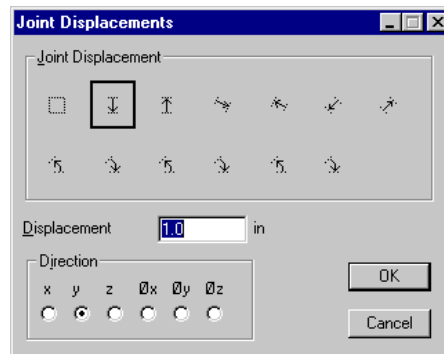 Joint Displacements
Joint Displacement
Displacement 1.0 in
Direction
x y z Øx Øy Øz
OK
Cancel